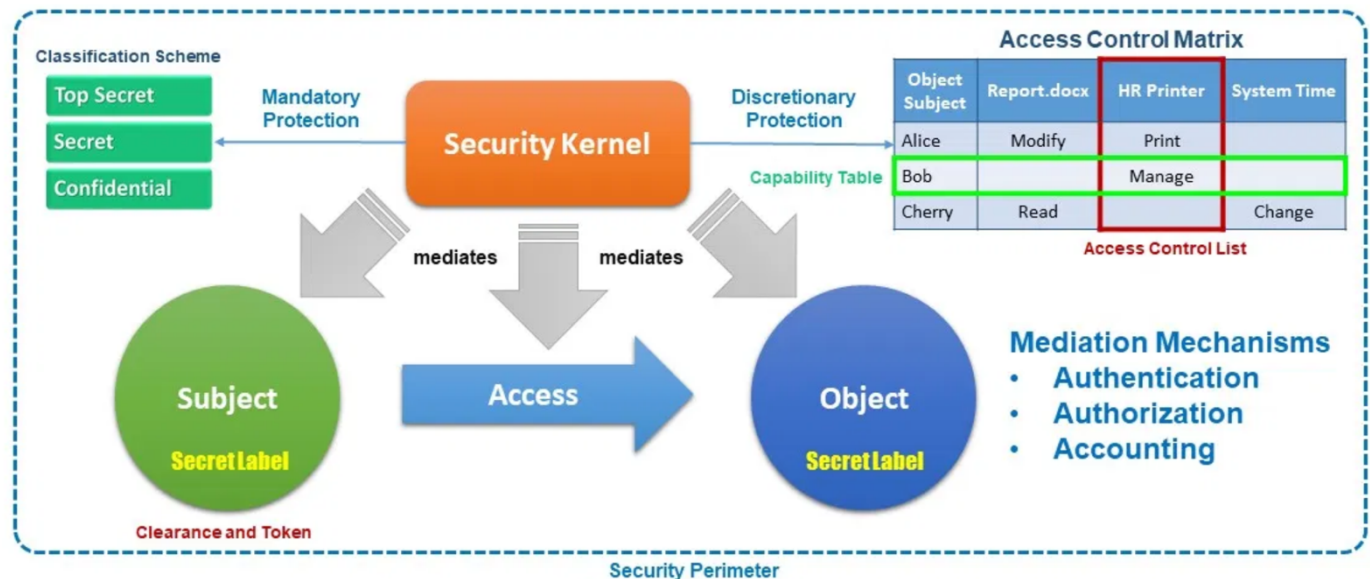 Access Control Matrix
Classification Scheme
Top Secret
Secret
Confidential
Mandatory
Protection
Security Kernel
Discretionary
Protection
Object
Subject
Report.docx
HR Printer
System Time
Alice
Modify
Print
Capability Table
Bob
Manage
Cherry
Read
Change
Access Control List
mediates
mediates
Subject
Secret Label
Clearance and Token
Access
Object
Secret Label
Mediation Mechanisms
• Authentication
• Authorization
• Accounting
Security Perimeter